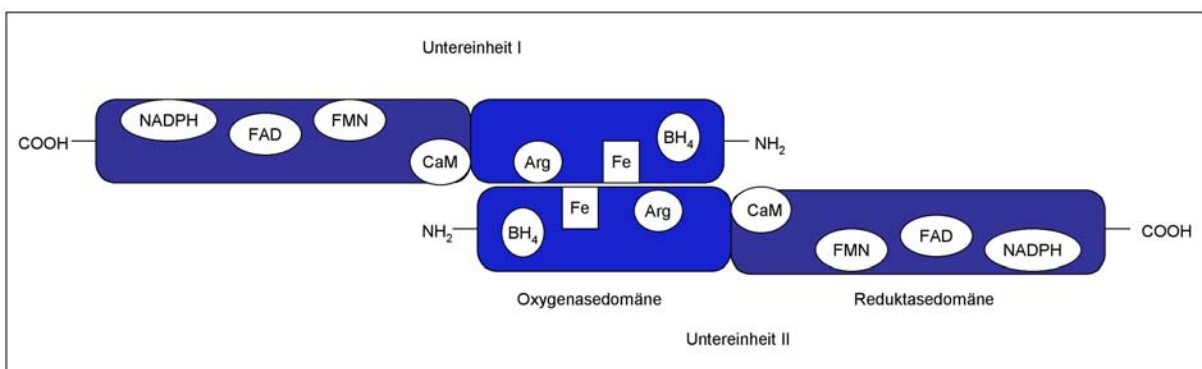 Untereinheit I
COOH
NADPH
FAD
FMN
CaM
Arg
Fe
BH₄
NH₂
NH₂
BH₄
Fe
Arg
CaM
FMN
FAD
NADPH
COOH
Oxygenasedomäne
Reduktasedomäne
Untereinheit II